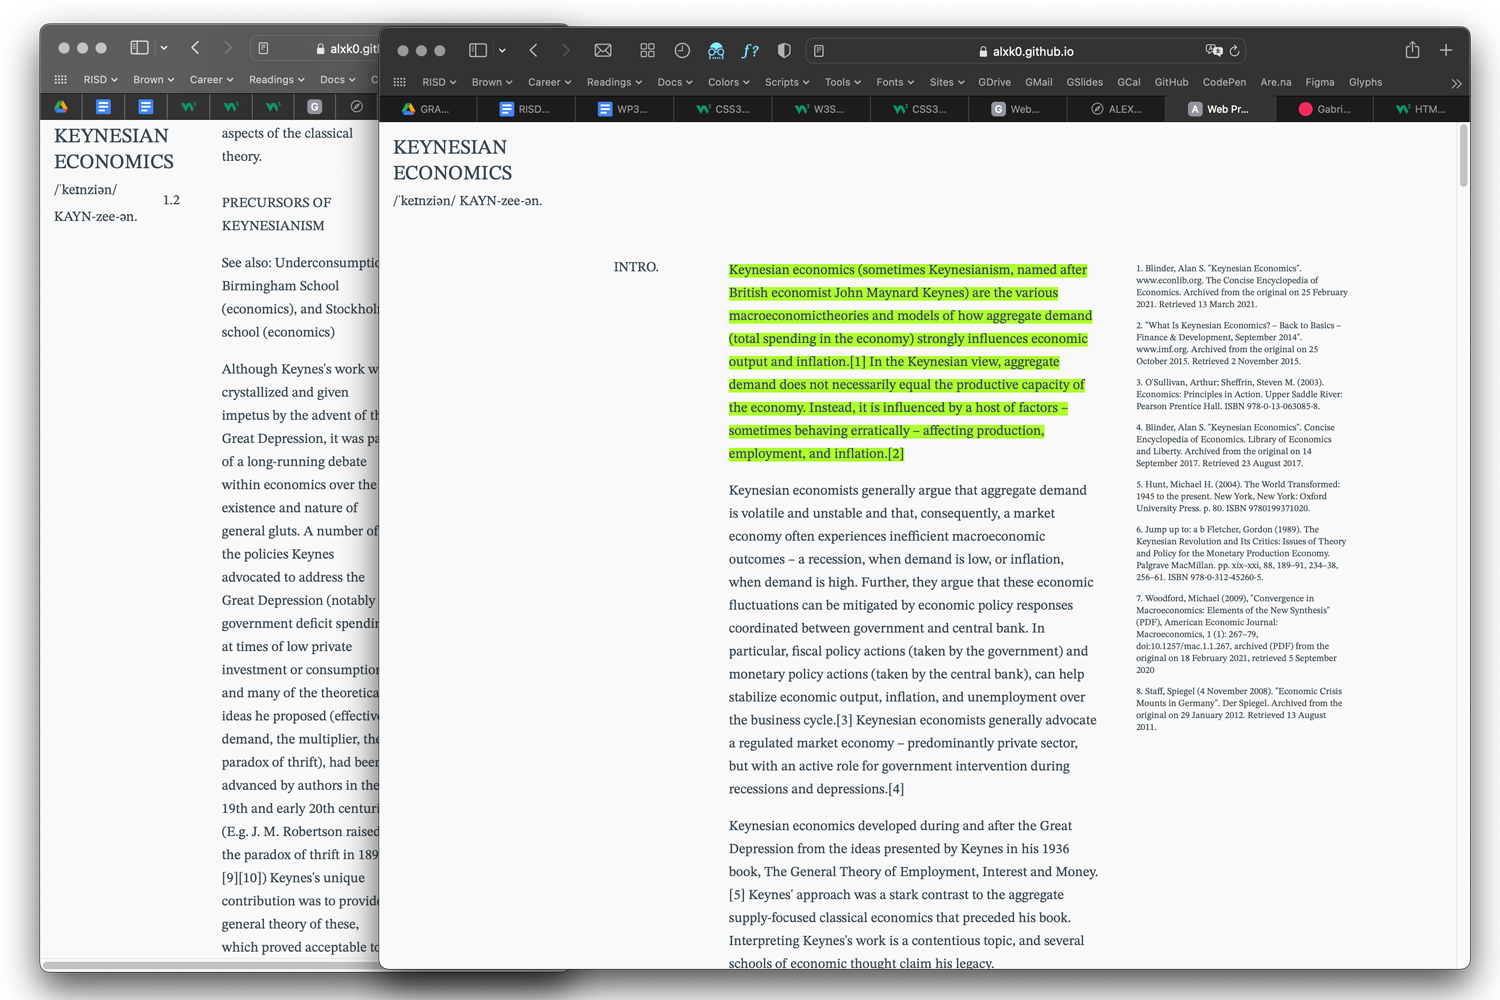 alxk0.gitl
RISD
Brown
Career
Readings
Docs
C
G
KEYNESIAN
ECONOMICS
/ˈkeɪnziən/
KAYN-zee-ən.
1.2
aspects of the classical
theory.
PRECURSORS OF
KEYNESIANISM
See also: Underconsumptio
Birmingham School
(economics), and Stockhol
school (economics)
Although Keynes's work w
crystallized and given
impetus by the advent of th
Great Depression, it was pa
of a long-running debate
within economics over the
existence and nature of
general gluts. A number of
the policies Keynes
advocated to address the
Great Depression (notably
government deficit spendin
at times of low private
investment or consumption
and many of the theoretica
ideas he proposed (effective
demand, the multiplier, the
paradox of thrift), had been
advanced by authors in the
19th and early 20th centuri
(E.g. J. M. Robertson raised
the paradox of thrift in 189
[9][10]) Keynes's unique
contribution was to provide
general theory of these,
which proved acceptable to
f?
alxk0.github.io
RISD
Brown
Career
Readings
Docs
Colors
Scripts
Tools
Fonts
Sites
GDrive
GMail
GSlides
GCal
GitHub
CodePen
Are.na
Figma
Glyphs
GRA...
RISD...
WP3...
CSS3...
W3S...
CSS3...
G Web...
ALEX...
A Web Pr...
Gabri...
HTM...
KEYNESIAN
ECONOMICS
/ˈkeɪnziən/ KAYN-zee-ən.
INTRO.
Keynesian economics (sometimes Keynesianism, named after
British economist John Maynard Keynes) are the various
macroeconomictheories and models of how aggregate demand
(total spending in the economy) strongly influences economic
output and inflation.[1] In the Keynesian view, aggregate
demand does not necessarily equal the productive capacity of
the economy. Instead, it is influenced by a host of factors –
sometimes behaving erratically – affecting production,
employment, and inflation.[2]
Keynesian economists generally argue that aggregate demand
is volatile and unstable and that, consequently, a market
economy often experiences inefficient macroeconomic
outcomes – a recession, when demand is low, or inflation,
when demand is high. Further, they argue that these economic
fluctuations can be mitigated by economic policy responses
coordinated between government and central bank. In
particular, fiscal policy actions (taken by the government) and
monetary policy actions (taken by the central bank), can help
stabilize economic output, inflation, and unemployment over
the business cycle.[3] Keynesian economists generally advocate
a regulated market economy – predominantly private sector,
but with an active role for government intervention during
recessions and depressions.[4]
Keynesian economics developed during and after the Great
Depression from the ideas presented by Keynes in his 1936
book, The General Theory of Employment, Interest and Money.
[5] Keynes' approach was a stark contrast to the aggregate
supply-focused classical economics that preceded his book.
Interpreting Keynes's work is a contentious topic, and several
schools of economic thought claim his legacy.
1. Blinder, Alan S. "Keynesian Economics".
www.econlib.org. The Concise Encyclopedia of
Economics. Archived from the original on 25 February
2021. Retrieved 13 March 2021.
2. "What Is Keynesian Economics? – Back to Basics –
Finance & Development, September 2014".
www.imf.org. Archived from the original on 25
October 2015. Retrieved 2 November 2015.
3. O'Sullivan, Arthur; Sheffrin, Steven M. (2003).
Economics: Principles in Action. Upper Saddle River:
Pearson Prentice Hall. ISBN 978-0-13-063085-8.
4. Blinder, Alan S. "Keynesian Economics". Concise
Encyclopedia of Economics. Library of Economics
and Liberty. Archived from the original on 14
September 2017. Retrieved 23 August 2017.
5. Hunt, Michael H. (2004). The World Transformed:
1945 to the present. New York, New York: Oxford
University Press. p. 80. ISBN 9780199371020.
6. Jump up to: a b Fletcher, Gordon (1989). The
Keynesian Revolution and Its Critics: Issues of Theory
and Policy for the Monetary Production Economy.
Palgrave MacMillan. pp. xix–xxi, 88, 189–91, 234–38,
256–61. ISBN 978-0-312-45260-5.
7. Woodford, Michael (2009), "Convergence in
Macroeconomics: Elements of the New Synthesis"
(PDF), American Economic Journal:
Macroeconomics, 1 (1): 267–79,
doi:10.1257/mac.1.1.267, archived (PDF) from the
original on 18 February 2021, retrieved 5 September
2020
8. Staff, Spiegel (4 November 2008). "Economic Crisis
Mounts in Germany". Der Spiegel. Archived from the
original on 29 January 2012. Retrieved 13 August
2011.